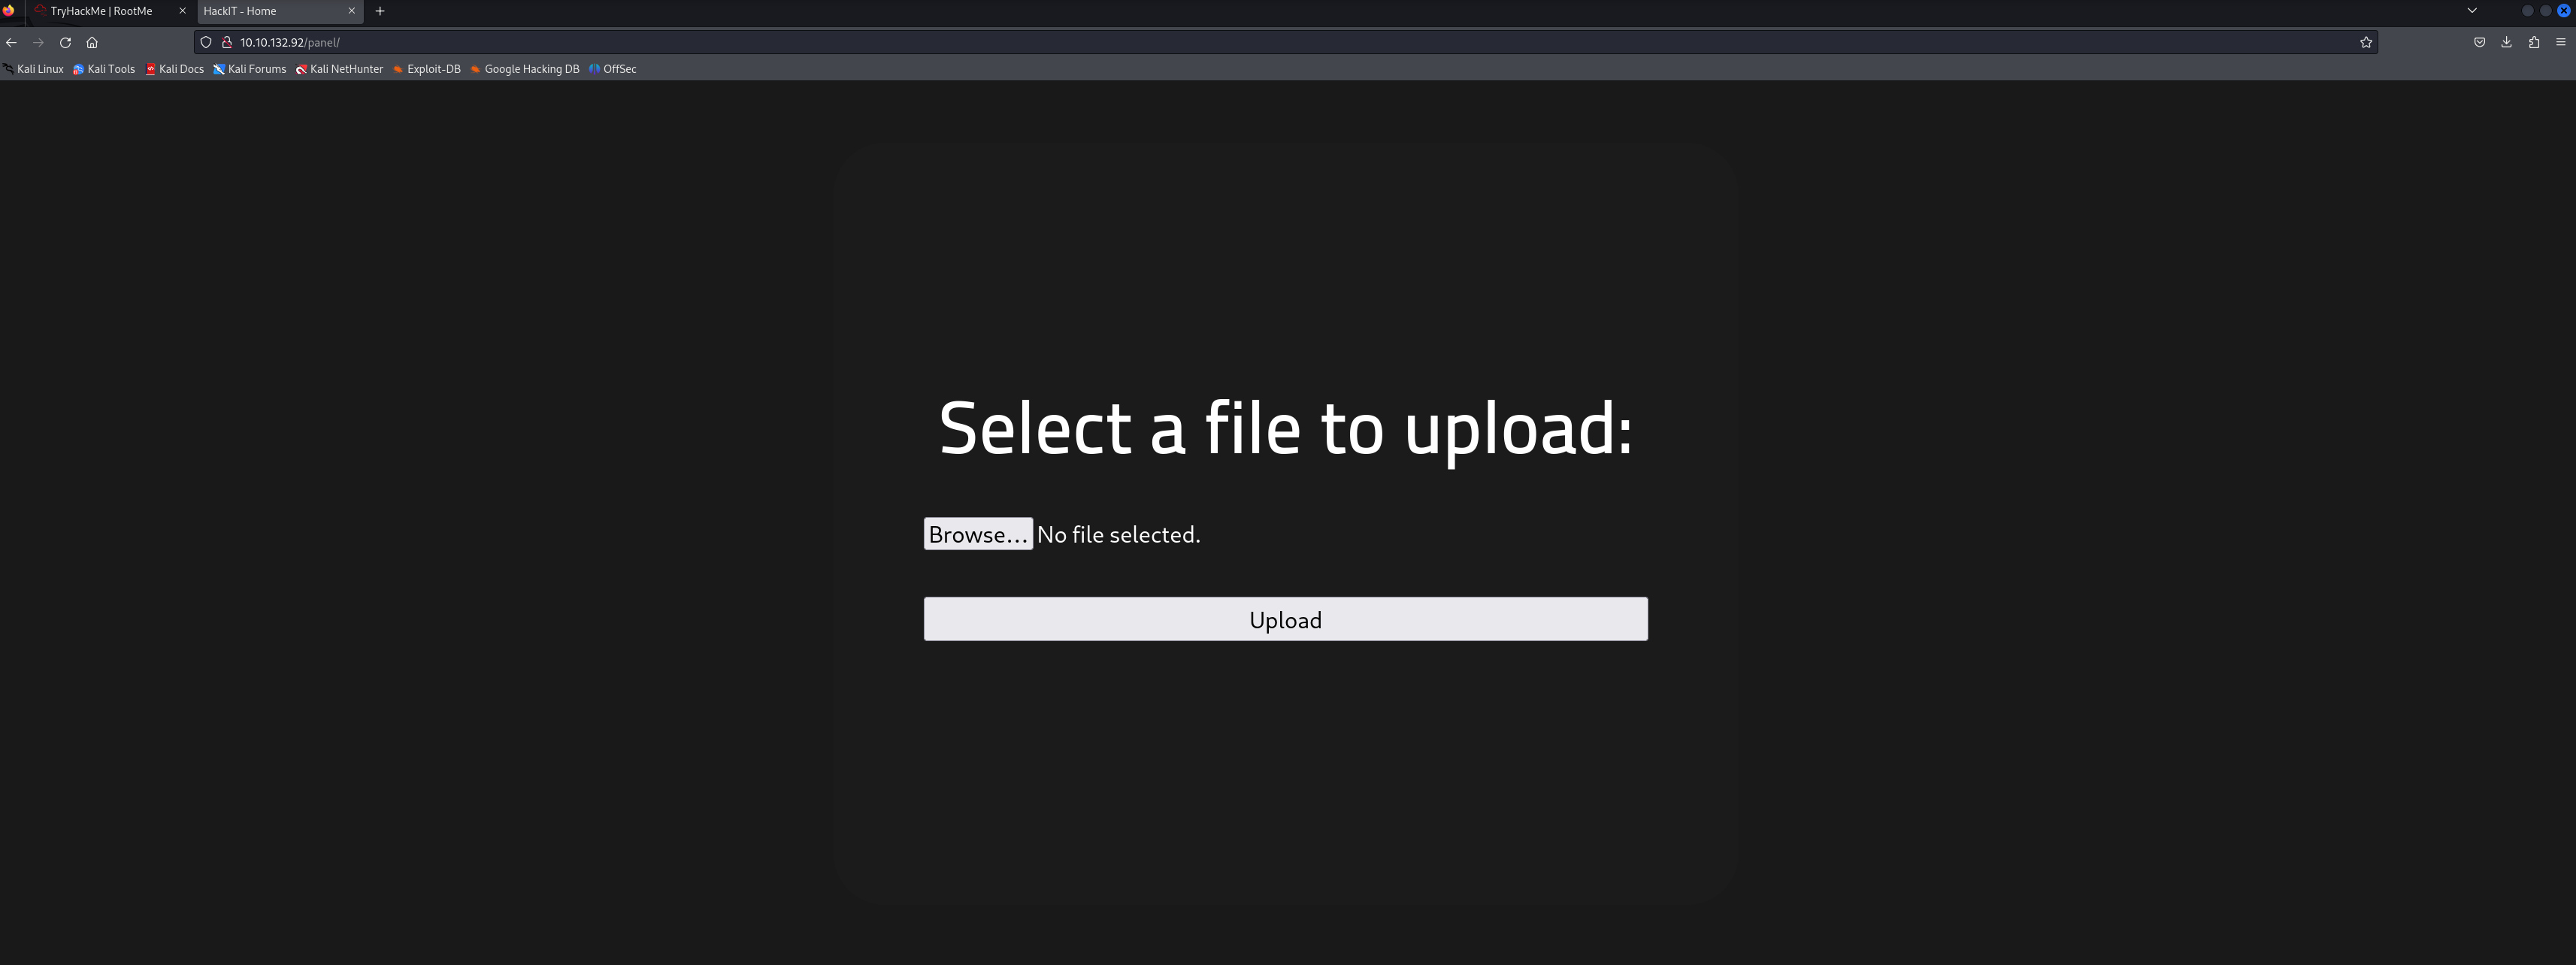 TryHackMe | RootMe
HackIT - Home
10.10.132.92/panel/
Kali Linux Kali Tools Kali Docs Kali Forums Kali NetHunter Exploit-DB Google Hacking DB OffSec
Select a file to upload:
Browse... No file selected.
Upload